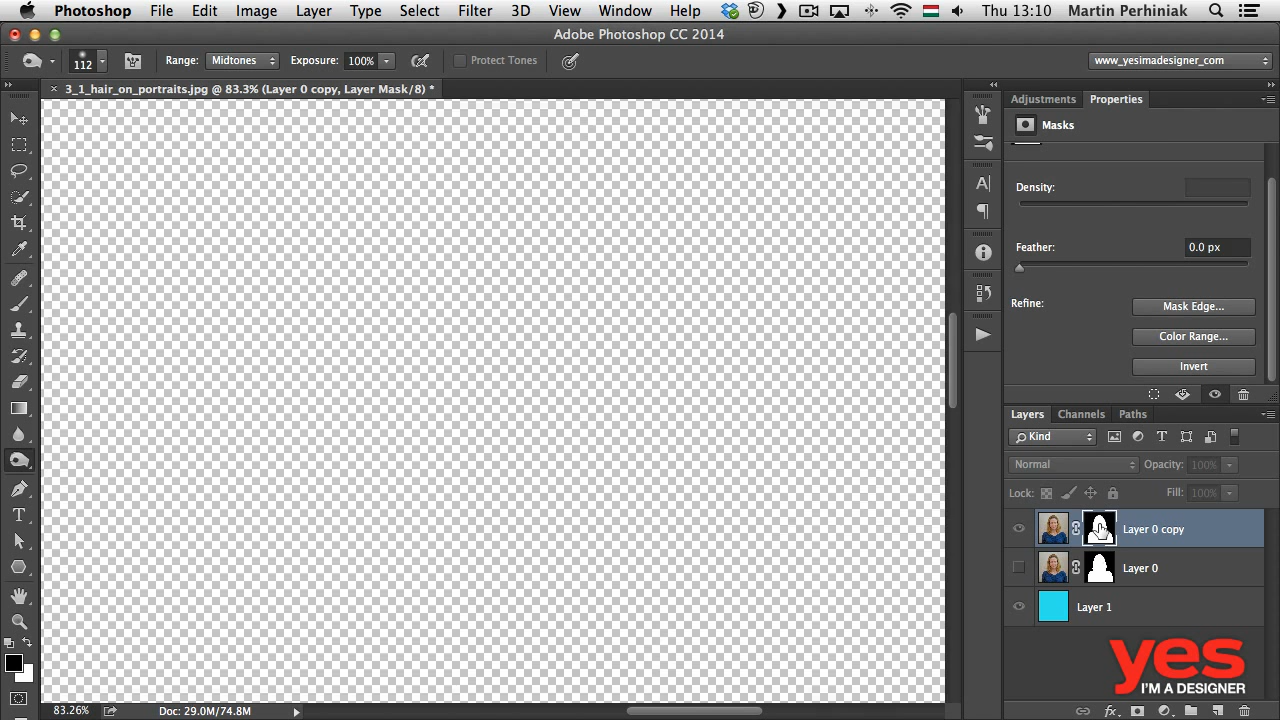 Photoshop File Edit Image Layer Type Select Filter 3D View Window Help Thu 13:10 Martin Perhiniak
Adobe Photoshop CC 2014
112 Range: Midtones Exposure: 100% Protect Tones www_yesimadesigner_com
× 3_1_hair_on_portraits.jpg @ 83.3% (Layer 0 copy, Layer Mask/8) *
Adjustments Properties
Masks
Density:
Feather: 0.0 px
Refine: Mask Edge...
Color Range...
Invert
Layers Channels Paths
Kind
Normal Opacity: 100%
Lock: Fill: 100%
Layer 0 copy
Layer 0
Layer 1
yes
I'M A DESIGNER
83.26% Doc: 29.0M/74.8M
fx